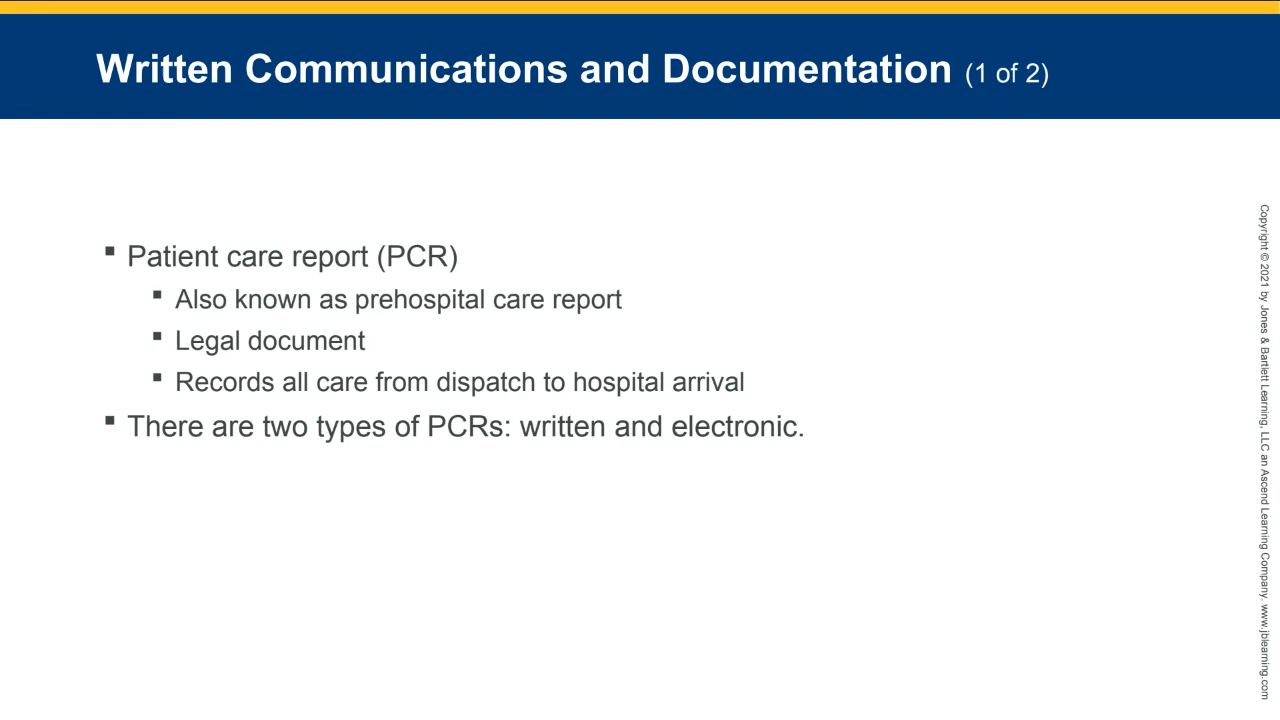 Written Communications and Documentation (1 of 2)
▪ Patient care report (PCR)
▪ Also known as prehospital care report
▪ Legal document
▪ Records all care from dispatch to hospital arrival
▪ There are two types of PCRs: written and electronic.
Copyright © 2021 by Jones & Bartlett Learning, LLC an Ascend Learning Company. www.jblearning.com